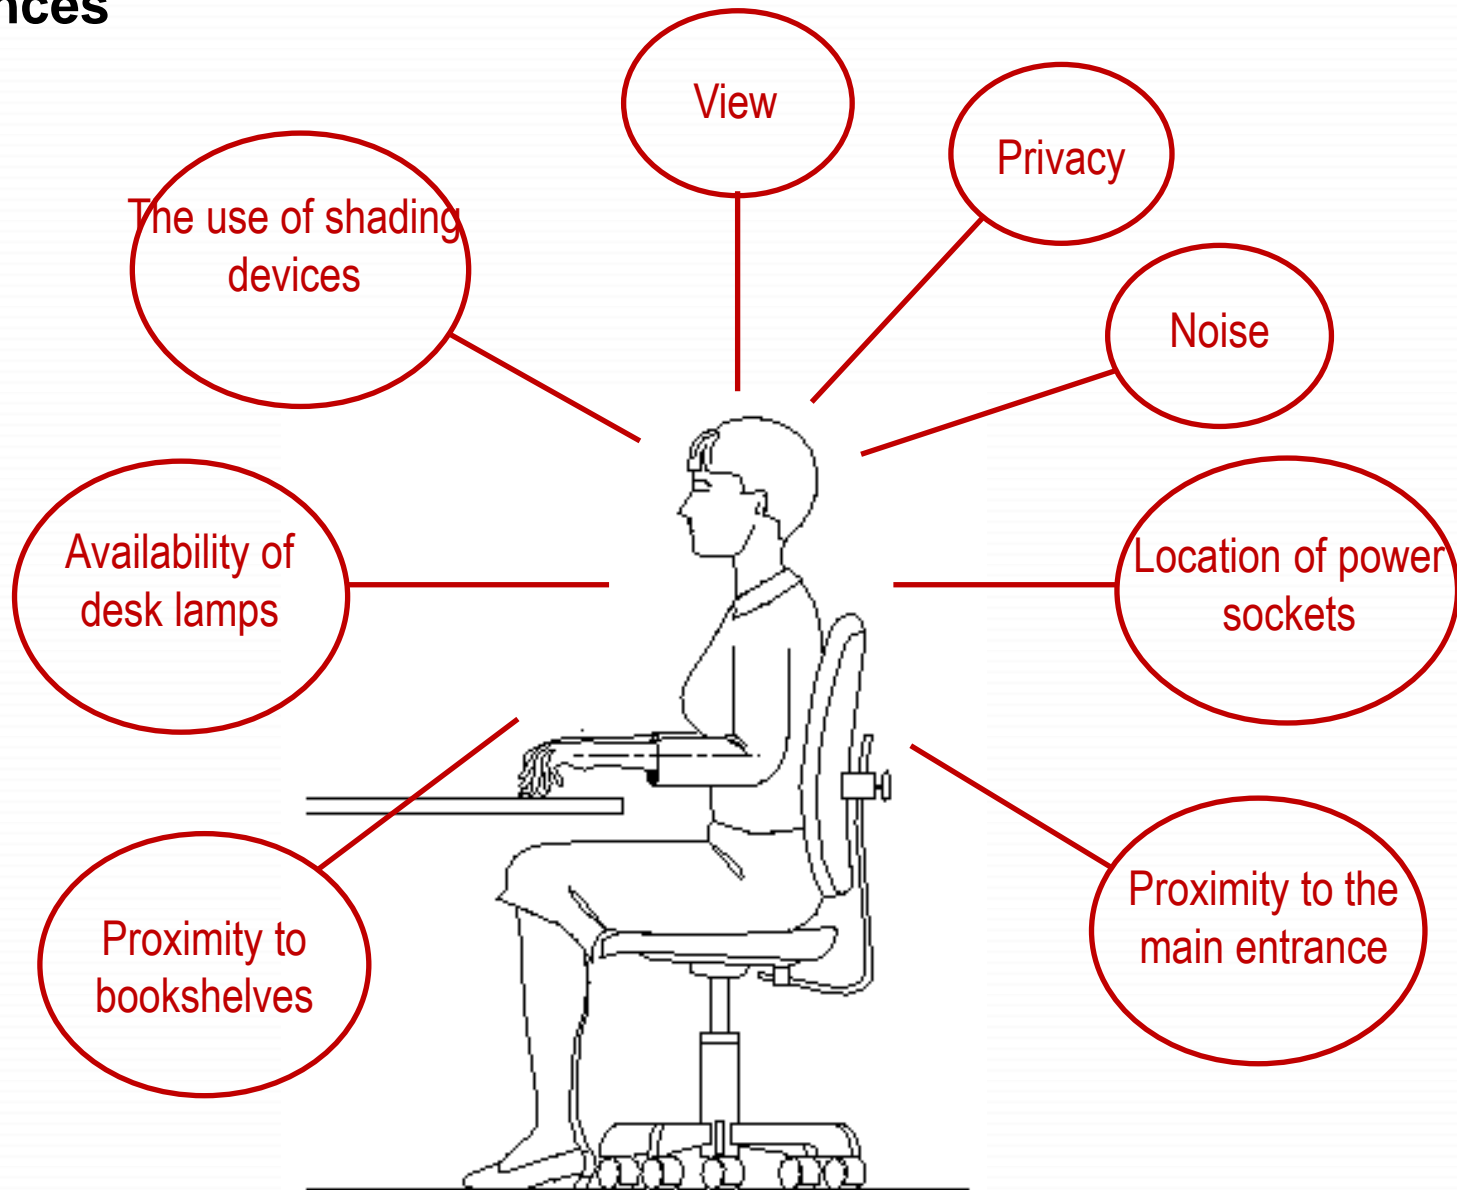 View
Privacy
The use of shading
devices
Noise
Availability of
desk lamps
Location of power
sockets
Proximity to
bookshelves
Proximity to the
main entrance